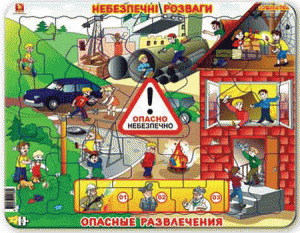 НЕБЕЗПЕЧНІ РОЗВАГИ
ОПАСНО
НЕБЕЗПЕЧНО
01
02
03
ОПАСНЫЕ РАЗВЛЕЧЕНИЯ